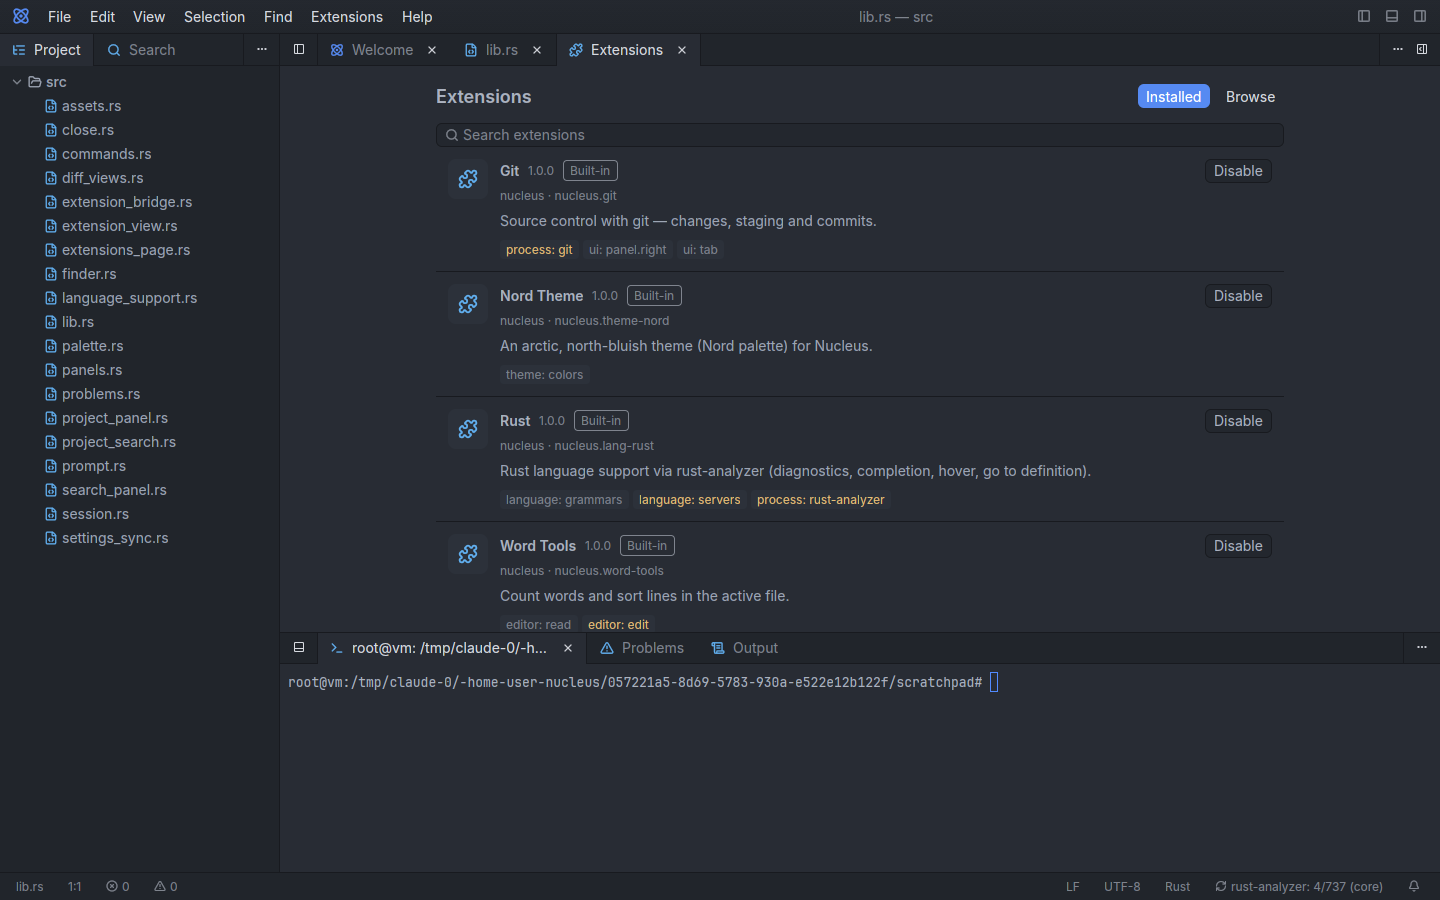 File Edit View Selection Find Extensions Help
lib.rs — src
Project Search
Welcome lib.rs Extensions
src
assets.rs
close.rs
commands.rs
diff_views.rs
extension_bridge.rs
extension_view.rs
extensions_page.rs
finder.rs
language_support.rs
lib.rs
palette.rs
panels.rs
problems.rs
project_panel.rs
project_search.rs
prompt.rs
search_panel.rs
session.rs
settings_sync.rs
Extensions
Installed Browse
Search extensions
Git 1.0.0 Built-in Disable
nucleus · nucleus.git
Source control with git — changes, staging and commits.
process: git ui: panel.right ui: tab
Nord Theme 1.0.0 Built-in Disable
nucleus · nucleus.theme-nord
An arctic, north-bluish theme (Nord palette) for Nucleus.
theme: colors
Rust 1.0.0 Built-in Disable
nucleus · nucleus.lang-rust
Rust language support via rust-analyzer (diagnostics, completion, hover, go to definition).
language: grammars language: servers process: rust-analyzer
Word Tools 1.0.0 Built-in Disable
nucleus · nucleus.word-tools
Count words and sort lines in the active file.
editor: read editor: edit
root@vm: /tmp/claude-0/-h... Problems Output
root@vm:/tmp/claude-0/-home-user-nucleus/057221a5-8d69-5783-930a-e522e12b122f/scratchpad#
lib.rs 1:1 0 0
LF UTF-8 Rust rust-analyzer: 4/737 (core)